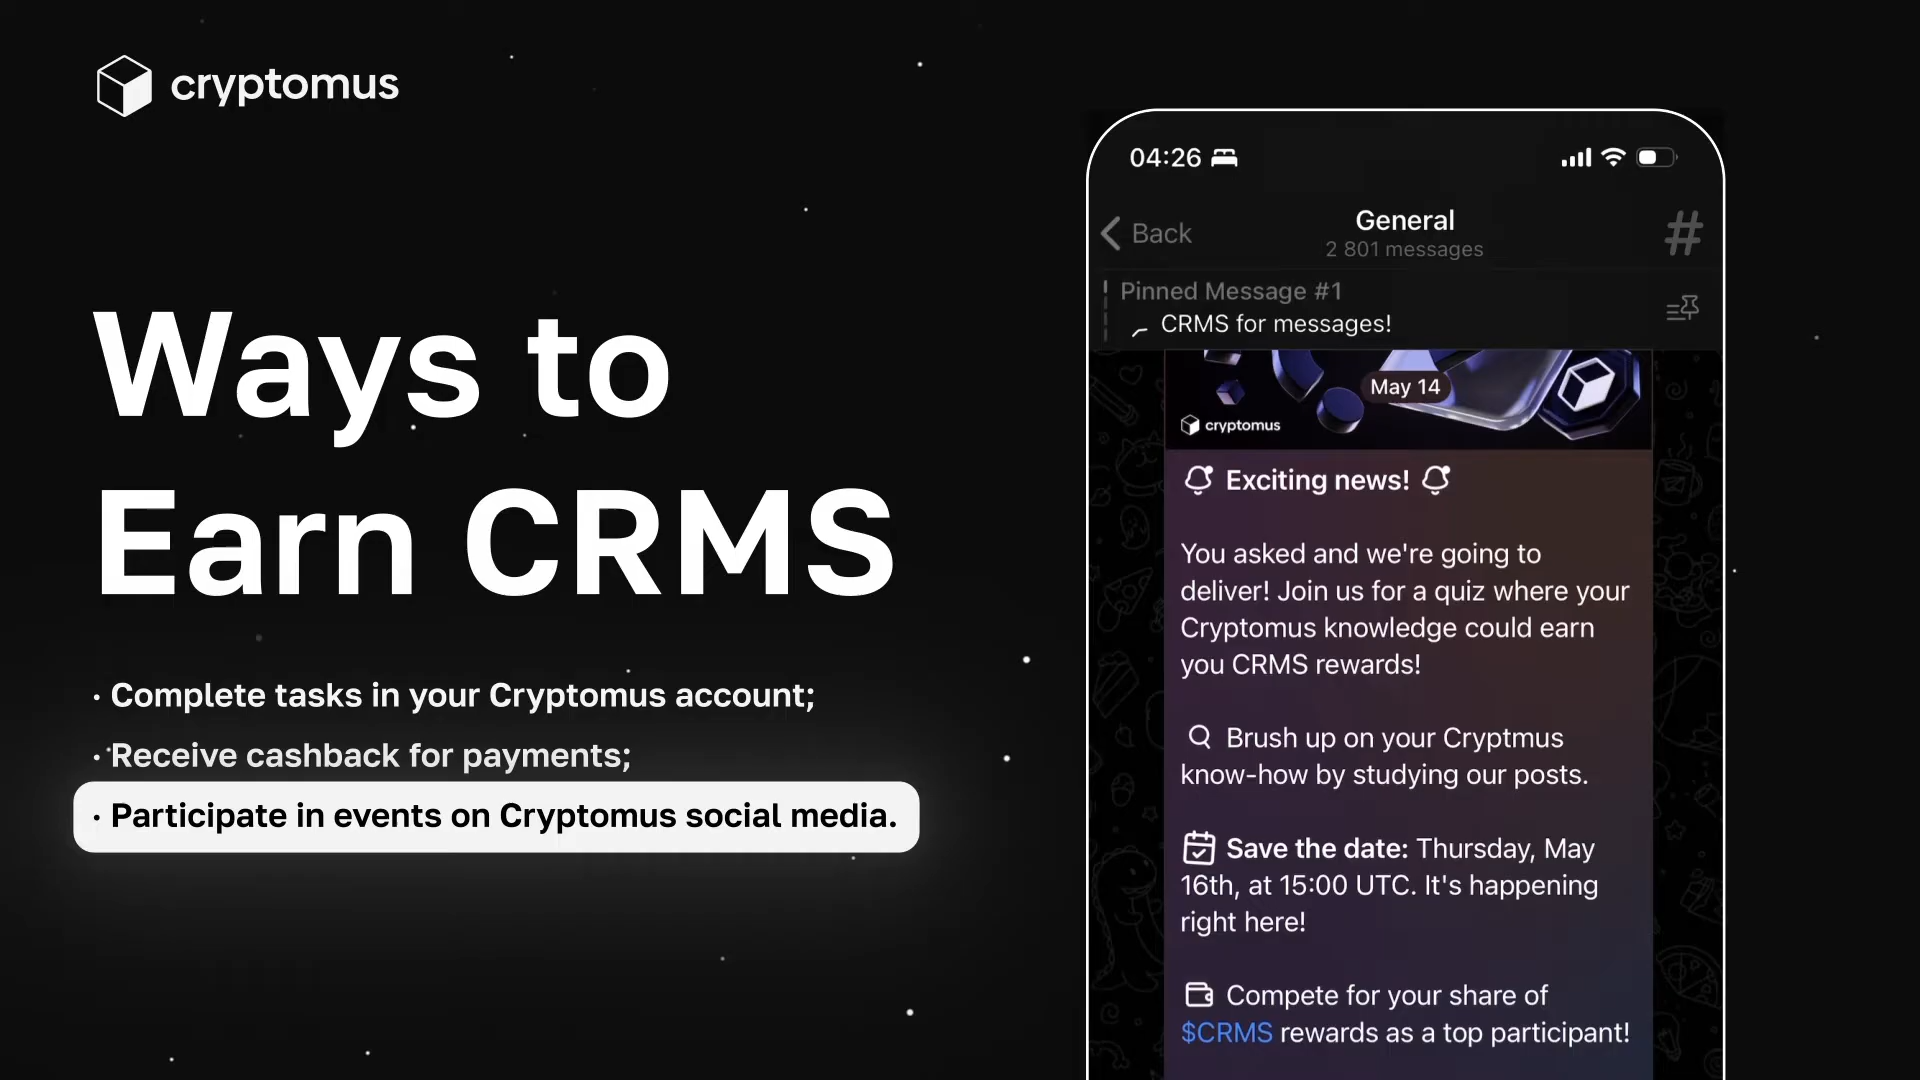 cryptomus
Ways to
Earn CRMS
· Complete tasks in your Cryptomus account;
· Receive cashback for payments;
· Participate in events on Cryptomus social media.
04:26
Back
General
2 801 messages
#
Pinned Message #1
CRMS for messages!
May 14
cryptomus
Exciting news!
You asked and we're going to
deliver! Join us for a quiz where your
Cryptomus knowledge could earn
you CRMS rewards!
Brush up on your Cryptmus
know-how by studying our posts.
Save the date: Thursday, May
16th, at 15:00 UTC. It's happening
right here!
Compete for your share of
$CRMS rewards as a top participant!